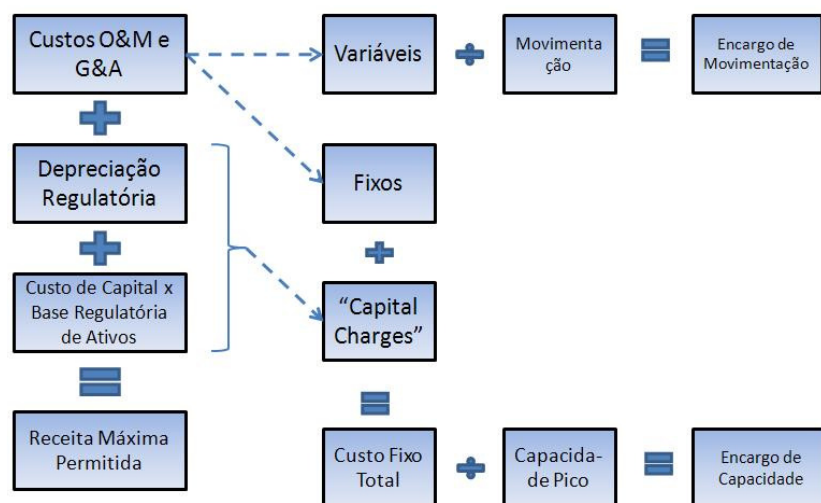 Custos O&M e
G&A
Variáveis
Movimenta
ção
Encargo de
Movimentação
Depreciação
Regulatória
Fixos
Custo de Capital x
Base Regulatória
de Ativos
“Capital
Charges”
Receita Máxima
Permitida
Custo Fixo
Total
Capacida-
de Pico
Encargo de
Capacidade